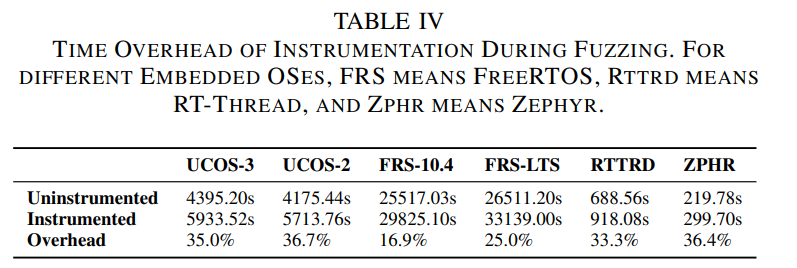 TABLE IV
TIME OVERHEAD OF INSTRUMENTATION DURING FUZZING. FOR
DIFFERENT EMBEDDED OSES, FRS MEANS FREERTOS, RTTRD MEANS
RT-THREAD, AND ZPHR MEANS ZEPHYR.
UCOS-3 UCOS-2 FRS-10.4 FRS-LTS RTTRD ZPHR
Uninstrumented 4395.20s 4175.44s 25517.03s 26511.20s 688.56s 219.78s
Instrumented 5933.52s 5713.76s 29825.10s 33139.00s 918.08s 299.70s
Overhead 35.0% 36.7% 16.9% 25.0% 33.3% 36.4%